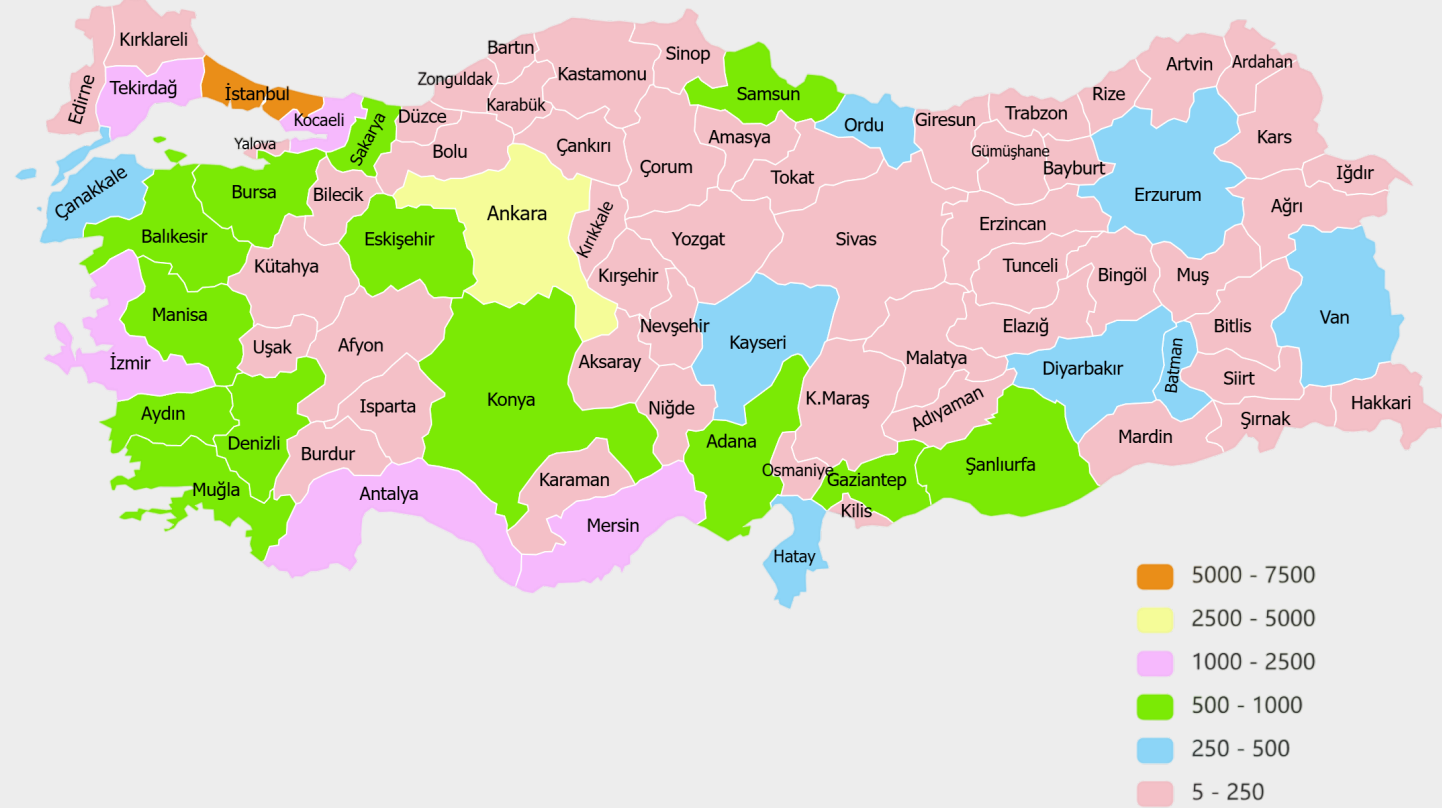 Kırklareli
Edirne
Tekirdağ
İstanbul
Kocaeli
Yalova
Sakarya
Düzce
Zonguldak
Bartın
Karabük
Kastamonu
Sinop
Samsun
Ordu
Giresun
Trabzon
Rize
Artvin
Ardahan
Bolu
Çankırı
Çorum
Amasya
Tokat
Gümüşhane
Bayburt
Erzurum
Kars
Iğdır
Çanakkale
Balıkesir
Bursa
Bilecik
Eskişehir
Ankara
Kırıkkale
Yozgat
Sivas
Erzincan
Ağrı
Kütahya
Kırşehir
Tunceli
Bingöl
Muş
Manisa
Uşak
Afyon
Nevşehir
Kayseri
Elazığ
Bitlis
Van
İzmir
Aksaray
Malatya
Diyarbakır
Batman
Siirt
Aydın
Denizli
Isparta
Konya
Niğde
K.Maraş
Adıyaman
Mardin
Şırnak
Hakkari
Muğla
Burdur
Adana
Osmaniye
Gaziantep
Şanlıurfa
Antalya
Karaman
Mersin
Kilis
Hatay
5000 - 7500
2500 - 5000
1000 - 2500
500 - 1000
250 - 500
5 - 250